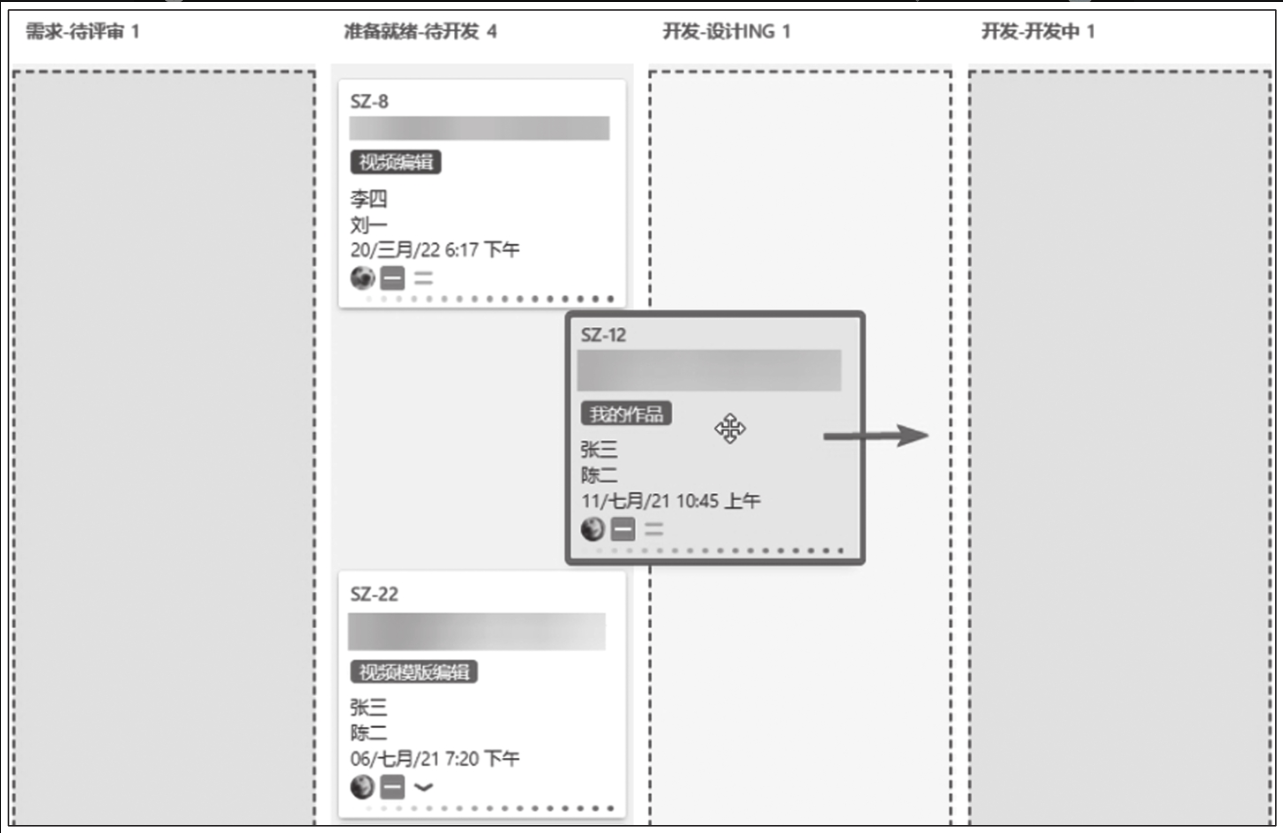 需求-待评审 1
准备就绪-待开发 4
开发-设计ING 1
开发-开发中 1
SZ-8
视频编辑
李四
刘一
20/三月/22 6:17 下午
SZ-12
我的作品
张三
陈二
11/七月/21 10:45 上午
SZ-22
视频模版编辑
张三
陈二
06/七月/21 7:20 下午